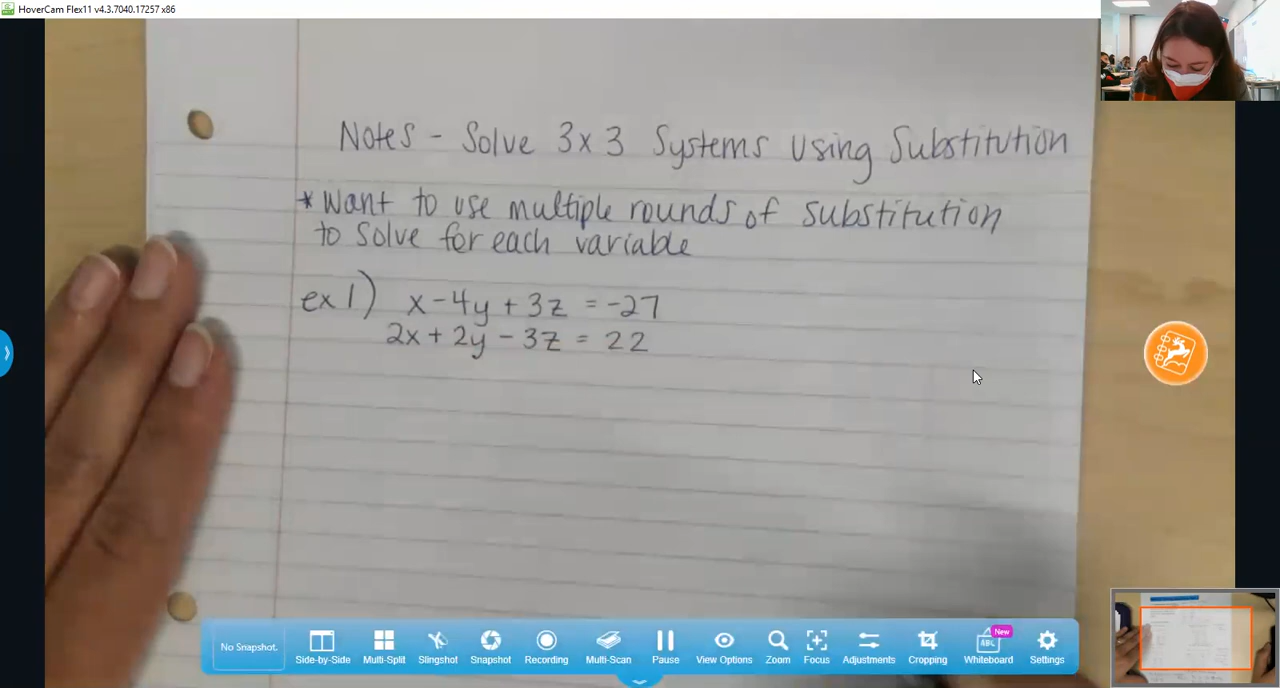 HoverCam Flex11 v4.3.7040.17257 x86
Notes - Solve 3x3 Systems Using Substitution
* Want to use multiple rounds of substitution
to solve for each variable
ex 1) x - 4y + 3z = -27
2x + 2y - 3z = 22
No Snapshot.
Side-by-Side
Multi-Split
Slingshot
Snapshot
Recording
Multi-Scan
Pause
View Options
Zoom
Focus
Adjustments
Cropping
ABC
New
Whiteboard
Settings